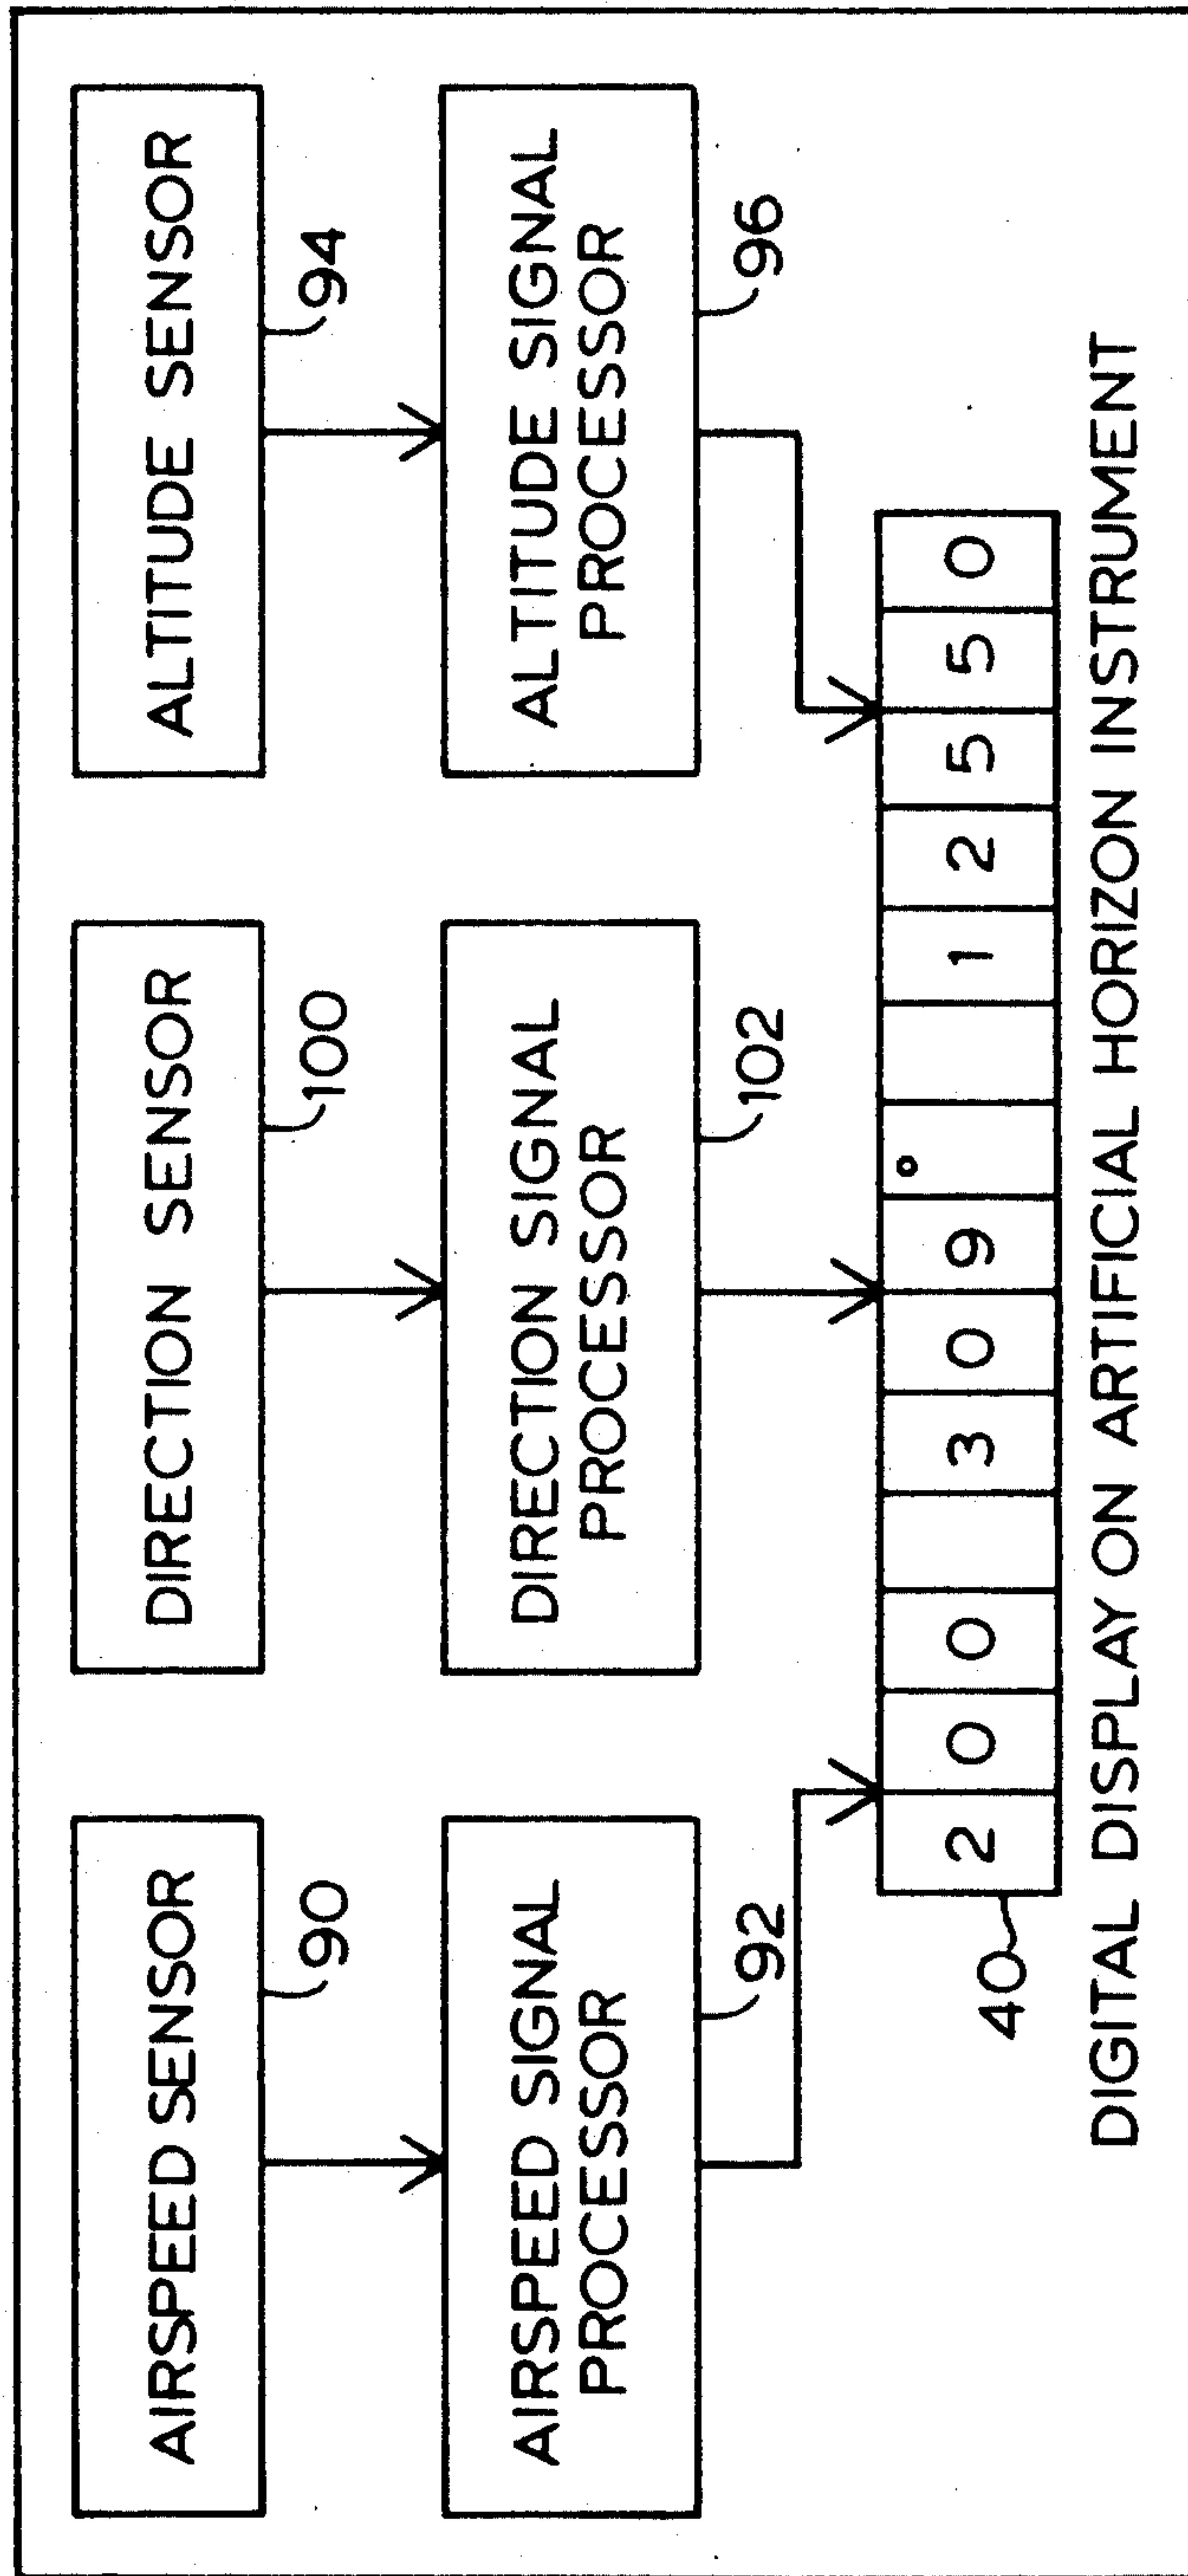 AIRSPEED SENSOR
90
AIRSPEED SIGNAL
PROCESSOR
92
DIRECTION SENSOR
100
DIRECTION SIGNAL
PROCESSOR
102
ALTITUDE SENSOR
94
ALTITUDE SIGNAL
PROCESSOR
96
2 0 0 3 0 9 ° 1 2 5 5 0
40
DIGITAL DISPLAY ON ARTIFICIAL HORIZON INSTRUMENT